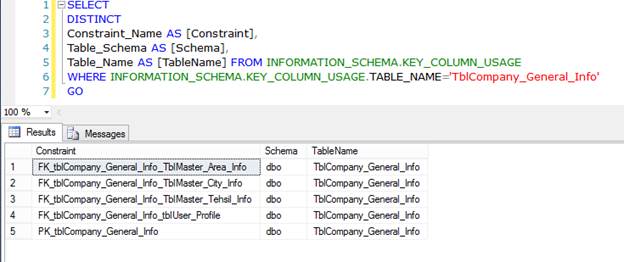 1 SELECT
2 DISTINCT
3 Constraint_Name AS [Constraint],
4 Table_Schema AS [Schema],
5 Table_Name AS [TableName] FROM INFORMATION_SCHEMA.KEY_COLUMN_USAGE
6 WHERE INFORMATION_SCHEMA.KEY_COLUMN_USAGE.TABLE_NAME='TblCompany_General_Info'
7 GO
100 %
Results Messages
Constraint Schema TableName
1 FK_tblCompany_General_Info_TblMaster_Area_Info dbo TblCompany_General_Info
2 FK_tblCompany_General_Info_TblMaster_City_Info dbo TblCompany_General_Info
3 FK_tblCompany_General_Info_TblMaster_Tehsil_Info dbo TblCompany_General_Info
4 FK_tblCompany_General_Info_tblUser_Profile dbo TblCompany_General_Info
5 PK_tblCompany_General_Info dbo TblCompany_General_Info